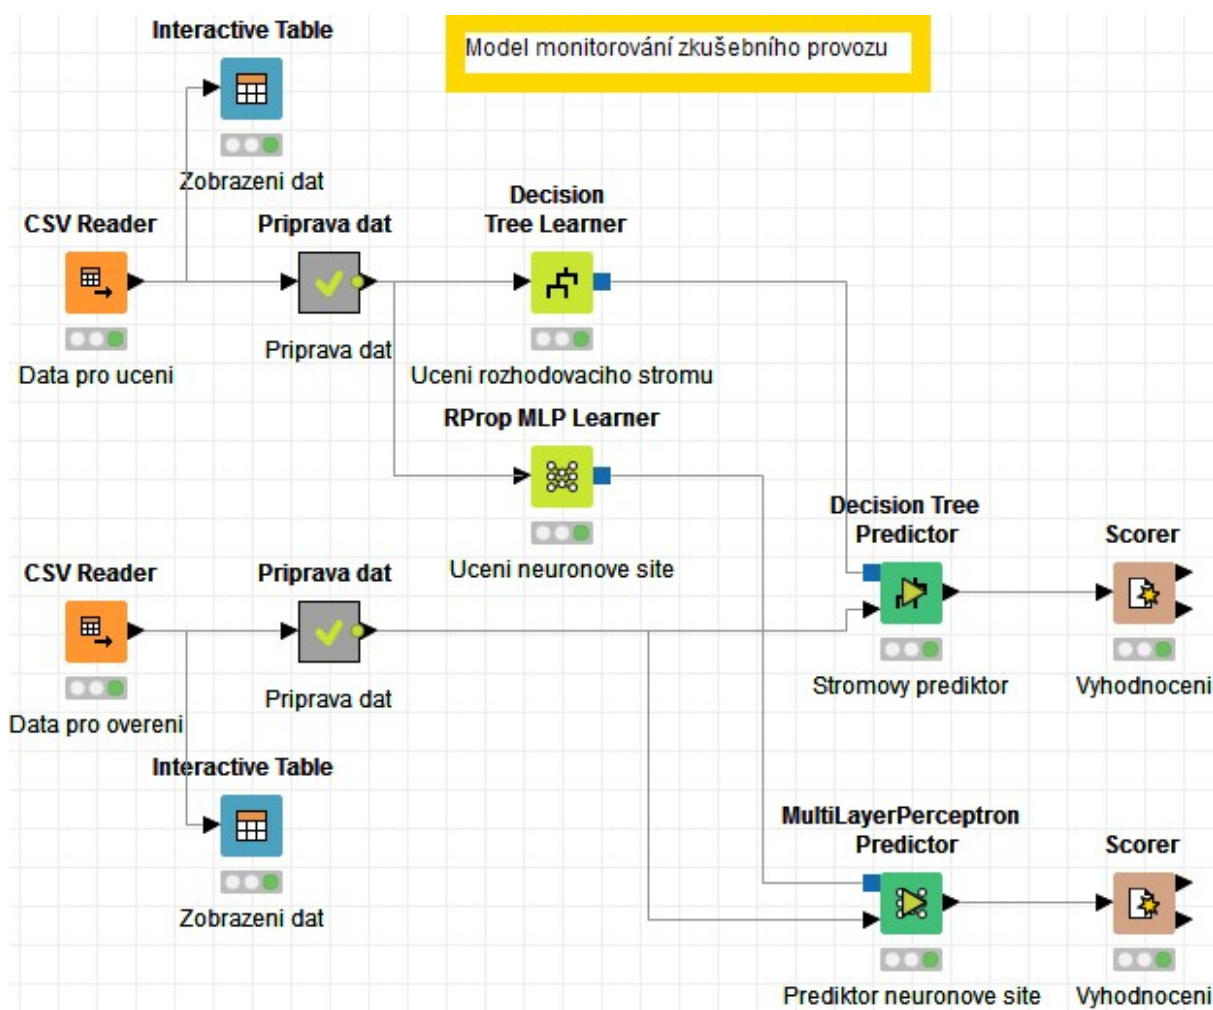 Interactive Table
Model monitorování zkušebního provozu
Zobrazeni dat
CSV Reader
Priprava dat
Decision
Tree Learner
Priprava dat
Data pro uceni
Uceni rozhodovaciho stromu
RProp MLP Learner
Uceni neuronove site
Decision Tree
Predictor
Scorer
CSV Reader
Priprava dat
Priprava dat
Data pro overeni
Stromovy prediktor
Vyhodnoceni
Interactive Table
Zobrazeni dat
MultiLayerPerceptron
Predictor
Scorer
Prediktor neuronove site
Vyhodnoceni